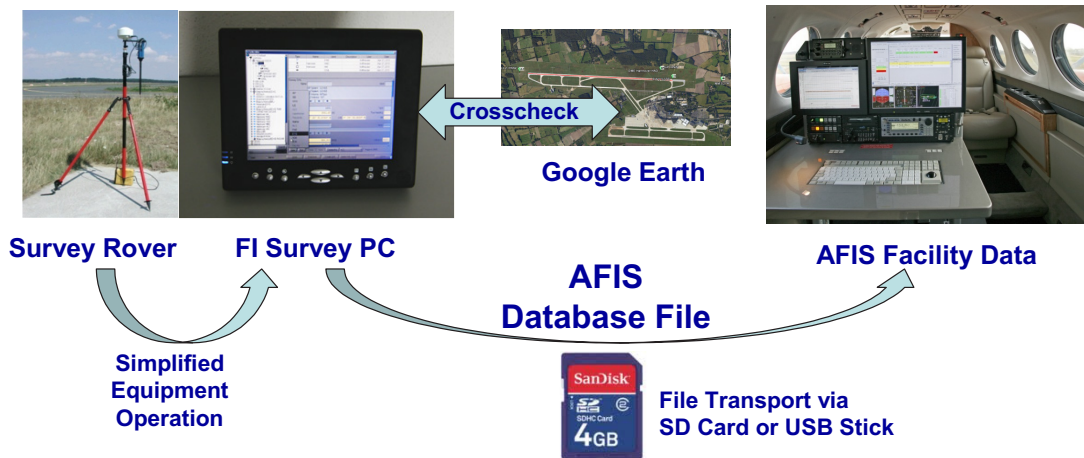 Crosscheck
Google Earth
Survey Rover
FI Survey PC
AFIS Facility Data
AFIS
Database File
Simplified
Equipment
Operation
SanDisk
SDHC Card
4GB
File Transport via
SD Card or USB Stick